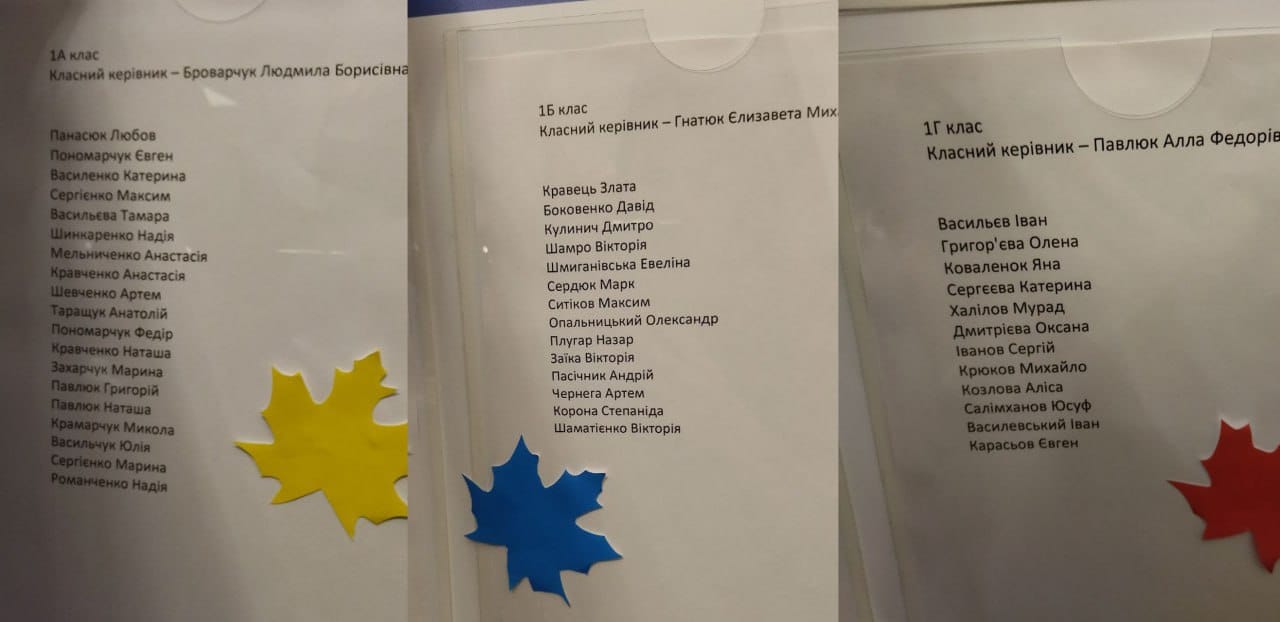 1А клас
Класний керівник – Броварчук Людмила Борисівна
Панасюк Любов
Пономарчук Євген
Василенко Катерина
Сергієнко Максим
Васильєва Тамара
Шинкаренко Надія
Мельниченко Анастасія
Кравченко Анастасія
Шевченко Артем
Таращук Анатолій
Пономарчук Федір
Кравченко Наташа
Захарчук Марина
Павлюк Григорій
Павлюк Наташа
Крамарчук Микола
Васильчук Юлія
Сергієнко Марина
Романченко Надія
1Б клас
Класний керівник – Гнатюк Єлизавета Мих
Кравець Злата
Боковенко Давід
Кулинич Дмитро
Шамро Вікторія
Шмиганівська Евеліна
Сердюк Марк
Ситіков Максим
Опальницький Олександр
Плугар Назар
Заїка Вікторія
Пасічник Андрій
Чернега Артем
Корона Степаніда
Шаматієнко Вікторія
1Г клас
Класний керівник – Павлюк Алла Федорів
Васильєв Іван
Григор'єва Олена
Коваленок Яна
Сергєєва Катерина
Халілов Мурад
Дмитрієва Оксана
Іванов Сергій
Крюков Михайло
Козлова Аліса
Салімханов Юсуф
Василевський Іван
Карасьов Євген